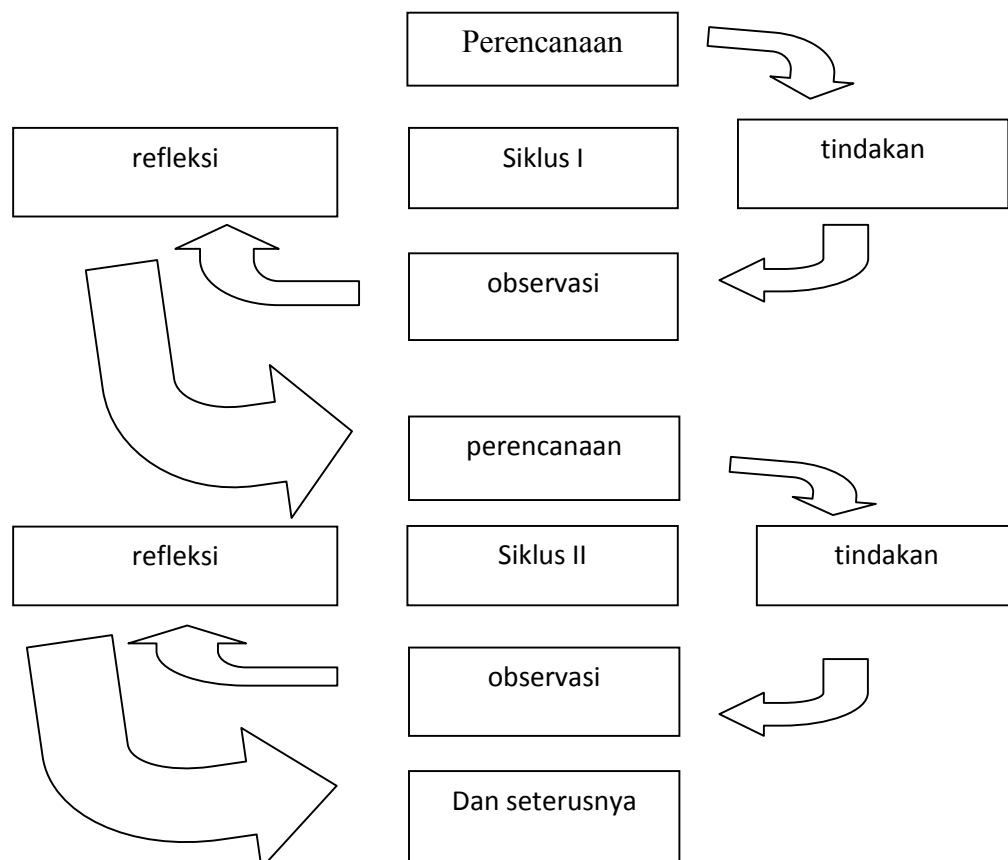 Perencanaan
refleksi
Siklus I
tindakan
observasi
perencanaan
refleksi
Siklus II
tindakan
observasi
Dan seterusnya